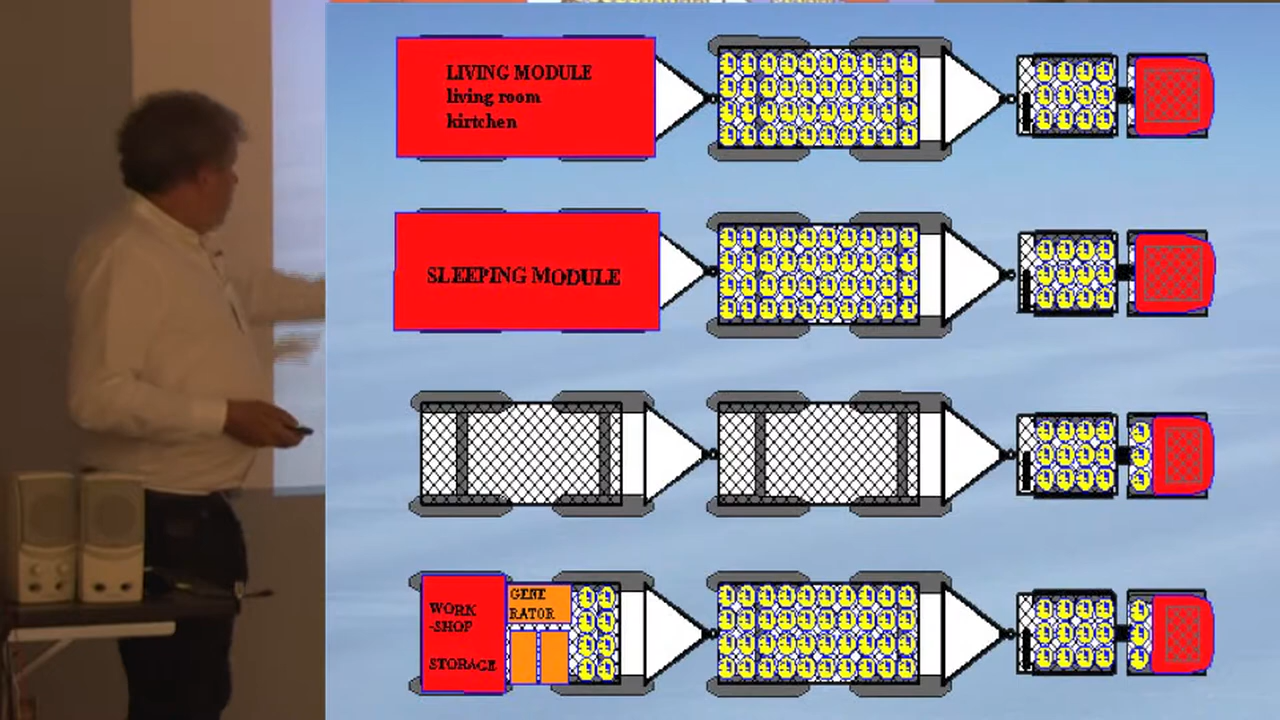 LIVING MODULE
living room
kirtchen
SLEEPING MODULE
WORK
-SHOP
STORAGE
GENE
RATOR